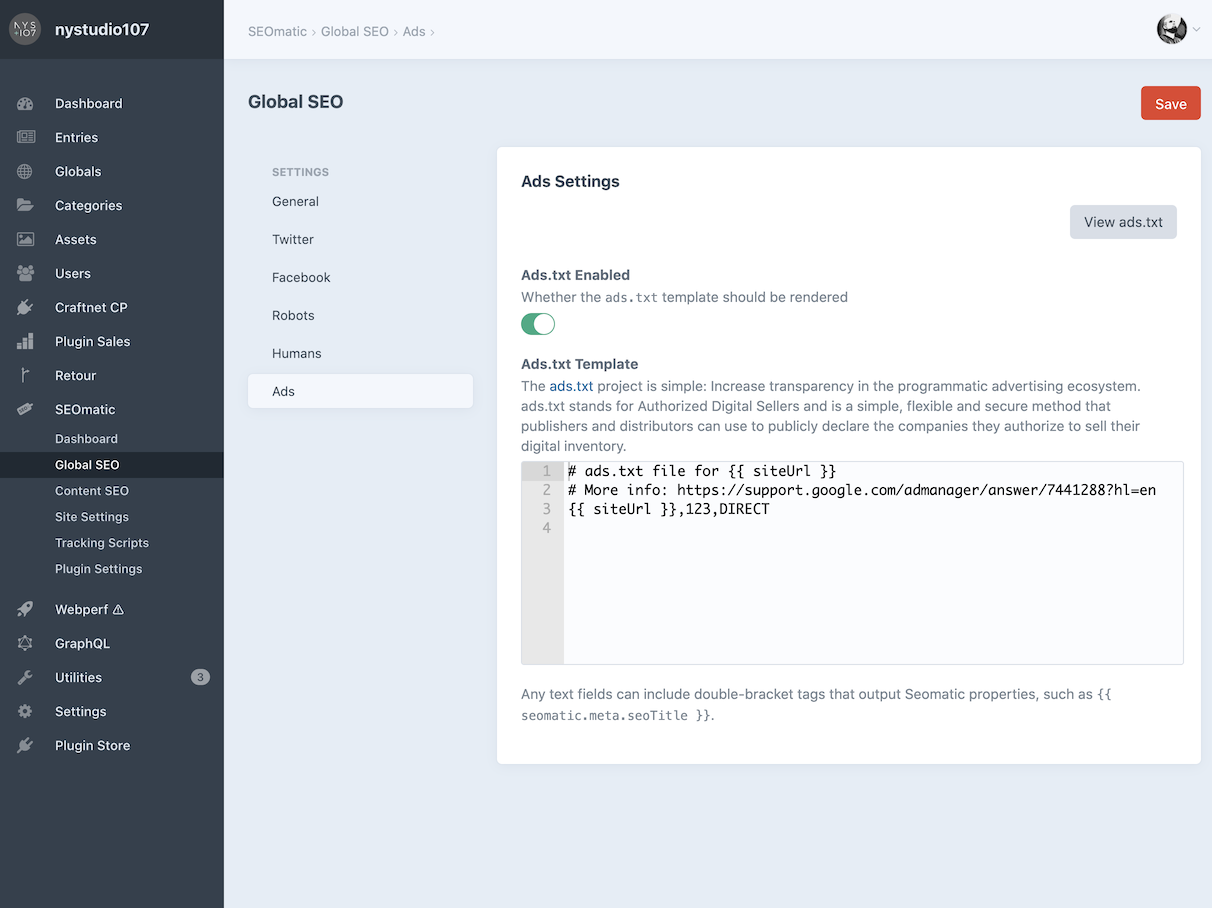 NYS
+107
nystudio107
SEOmatic › Global SEO › Ads ›
Dashboard
Entries
Globals
Categories
Assets
Users
Craftnet CP
Plugin Sales
Retour
SEOmatic
Dashboard
Global SEO
Content SEO
Site Settings
Tracking Scripts
Plugin Settings
Webperf
GraphQL
Utilities 3
Settings
Plugin Store
Global SEO
Save
SETTINGS
General
Twitter
Facebook
Robots
Humans
Ads
Ads Settings
View ads.txt
Ads.txt Enabled
Whether the ads.txt template should be rendered
Ads.txt Template
The ads.txt project is simple: Increase transparency in the programmatic advertising ecosystem.
ads.txt stands for Authorized Digital Sellers and is a simple, flexible and secure method that
publishers and distributors can use to publicly declare the companies they authorize to sell their
digital inventory.
1 # ads.txt file for {{ siteUrl }}
2 # More info: https://support.google.com/admanager/answer/7441288?hl=en
3 {{ siteUrl }},123,DIRECT
4
Any text fields can include double-bracket tags that output Seomatic properties, such as {{
seomatic.meta.seoTitle }}.